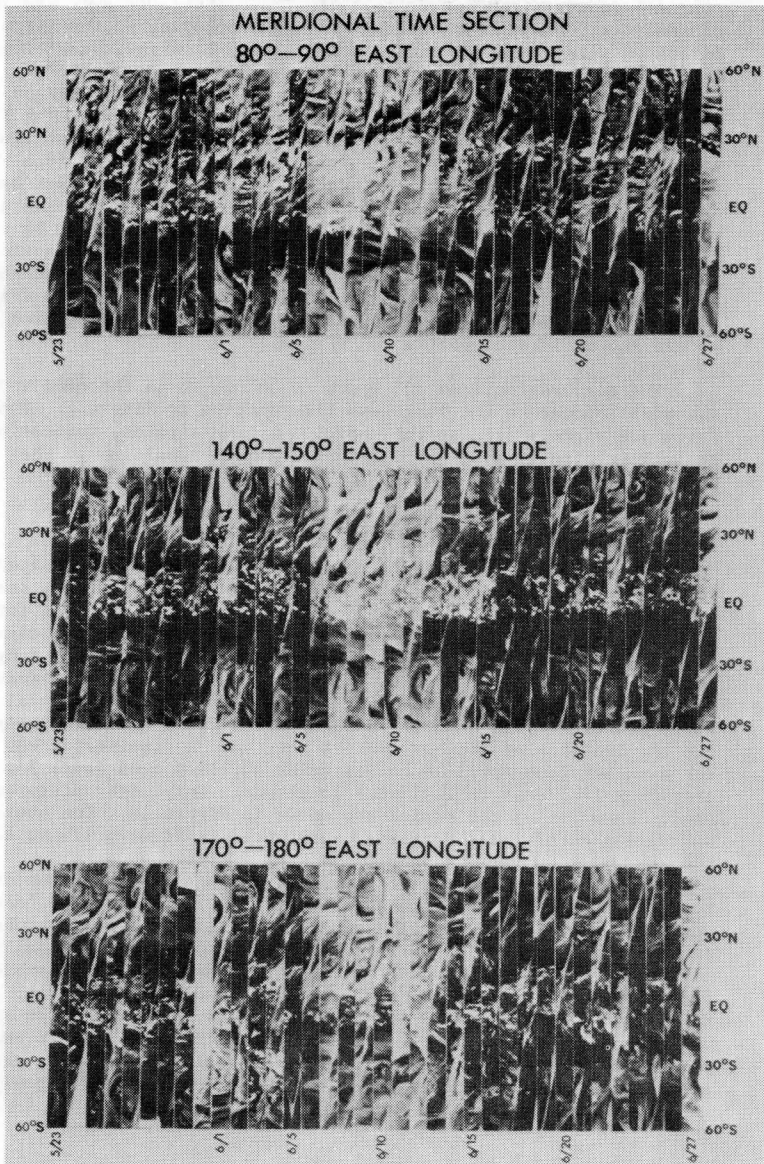 MERIDIONAL TIME SECTION
80°–90° EAST LONGITUDE
60°N 60°N
30°N 30°N
EQ EQ
30°S 30°S
60°S 60°S
5/23 6/1 6/5 6/10 6/15 6/20 6/27
140°–150° EAST LONGITUDE
60°N 60°N
30°N 30°N
EQ EQ
30°S 30°S
60°S 60°S
5/23 6/1 6/5 6/10 6/15 6/20 6/27
170°–180° EAST LONGITUDE
60°N 60°N
30°N 30°N
EQ EQ
30°S 30°S
60°S 60°S
5/23 6/1 6/5 6/10 6/15 6/20 6/27